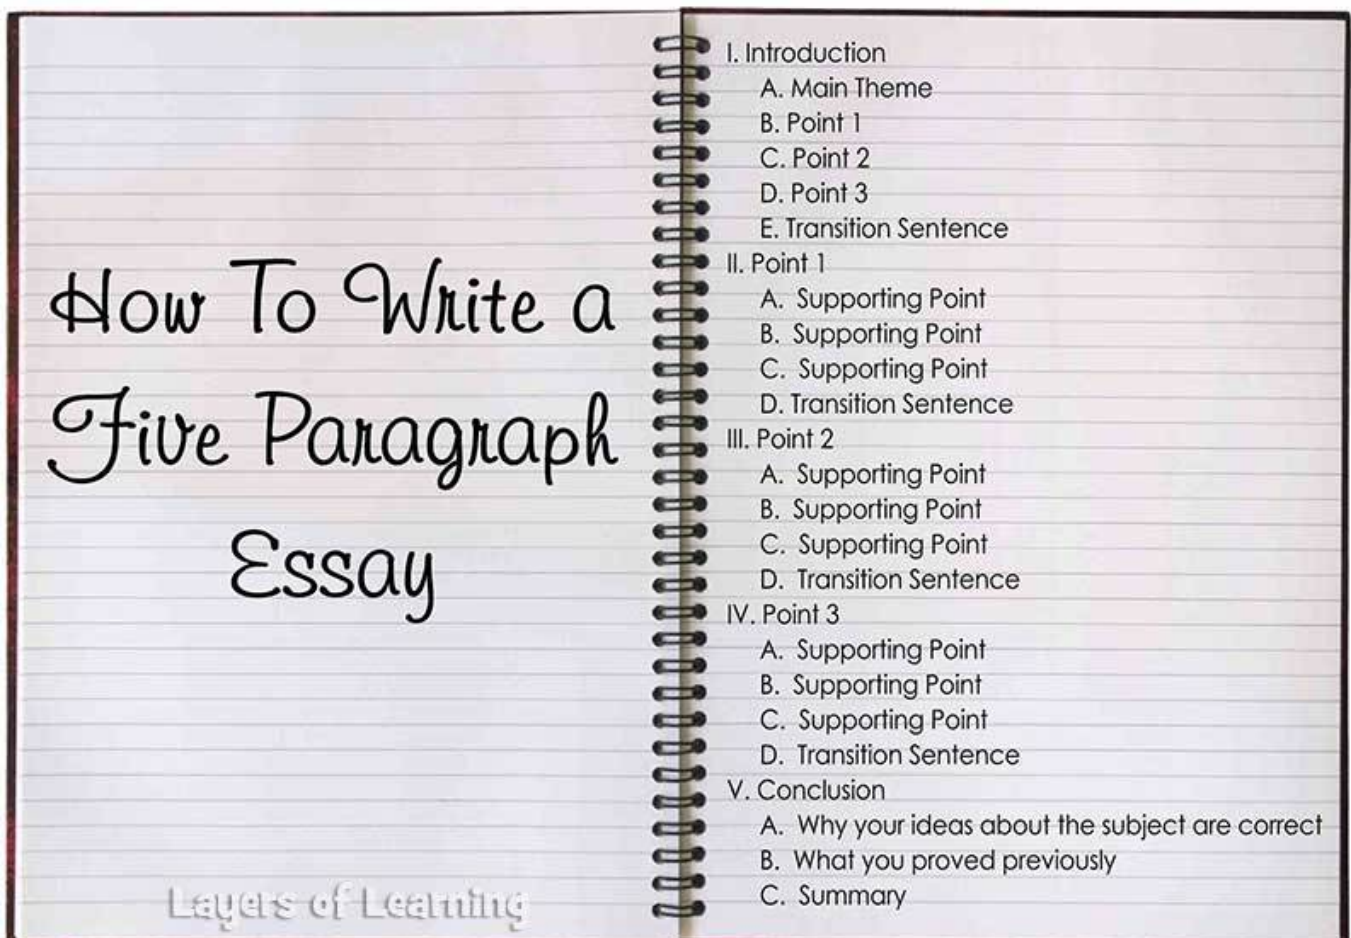 How To Write a
Five Paragraph
Essay
Layers of Learning
I. Introduction
A. Main Theme
B. Point 1
C. Point 2
D. Point 3
E. Transition Sentence
II. Point 1
A. Supporting Point
B. Supporting Point
C. Supporting Point
D. Transition Sentence
III. Point 2
A. Supporting Point
B. Supporting Point
C. Supporting Point
D. Transition Sentence
IV. Point 3
A. Supporting Point
B. Supporting Point
C. Supporting Point
D. Transition Sentence
V. Conclusion
A. Why your ideas about the subject are correct
B. What you proved previously
C. Summary